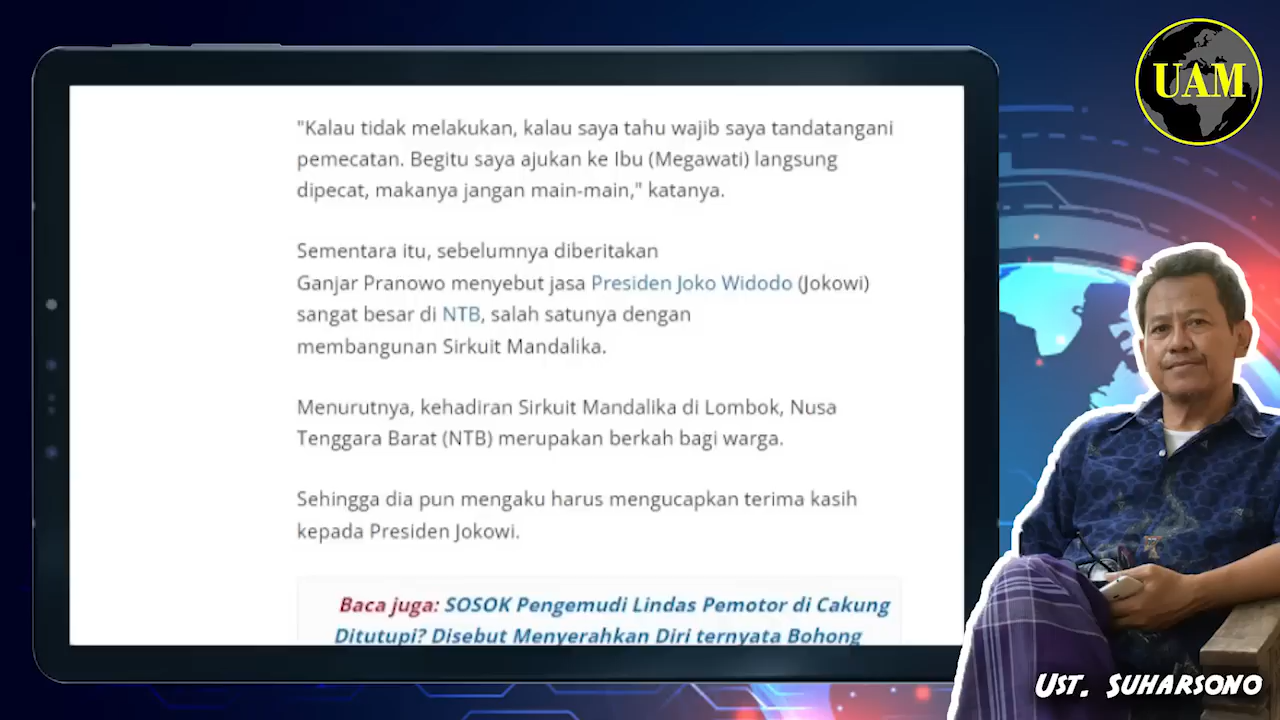 UAM
"Kalau tidak melakukan, kalau saya tahu wajib saya tandatangani
pemecatan. Begitu saya ajukan ke Ibu (Megawati) langsung
dipecat, makanya jangan main-main," katanya.
Sementara itu, sebelumnya diberitakan
Ganjar Pranowo menyebut jasa Presiden Joko Widodo (Jokowi)
sangat besar di NTB, salah satunya dengan
membangunan Sirkuit Mandalika.
Menurutnya, kehadiran Sirkuit Mandalika di Lombok, Nusa
Tenggara Barat (NTB) merupakan berkah bagi warga.
Sehingga dia pun mengaku harus mengucapkan terima kasih
kepada Presiden Jokowi.
Baca juga: SOSOK Pengemudi Lindas Pemotor di Cakung
Ditutupi? Disebut Menyerahkan Diri ternyata Bohong
Ust. Suharsono